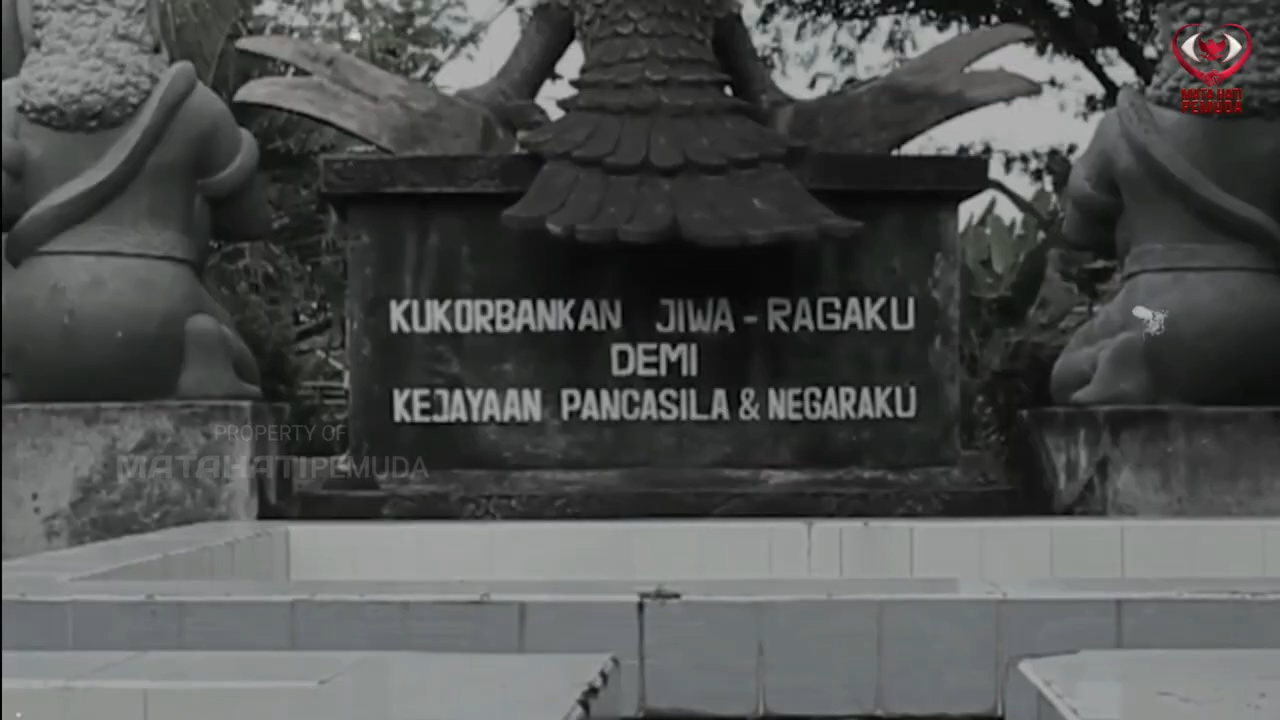 MATA HATI
PEMUDA
KUKORBANKAN JIWA-RAGAKU
DEMI
KEJAYAAN PANCASILA & NEGARAKU
PROPERTY OF
MATAHATIPEMUDA